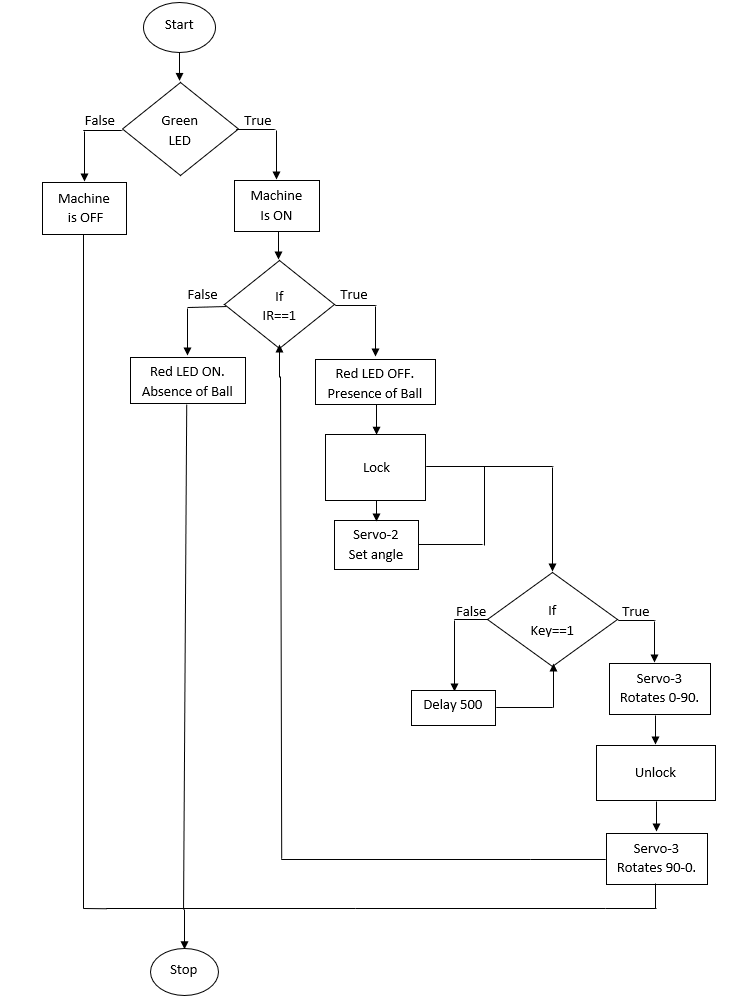 Start
Green
LED
False
True
Machine
is OFF
Machine
Is ON
If
IR==1
False
True
Red LED ON.
Absence of Ball
Red LED OFF.
Presence of Ball
Lock
Servo-2
Set angle
If
Key==1
False
True
Delay 500
Servo-3
Rotates 0-90.
Unlock
Servo-3
Rotates 90-0.
Stop